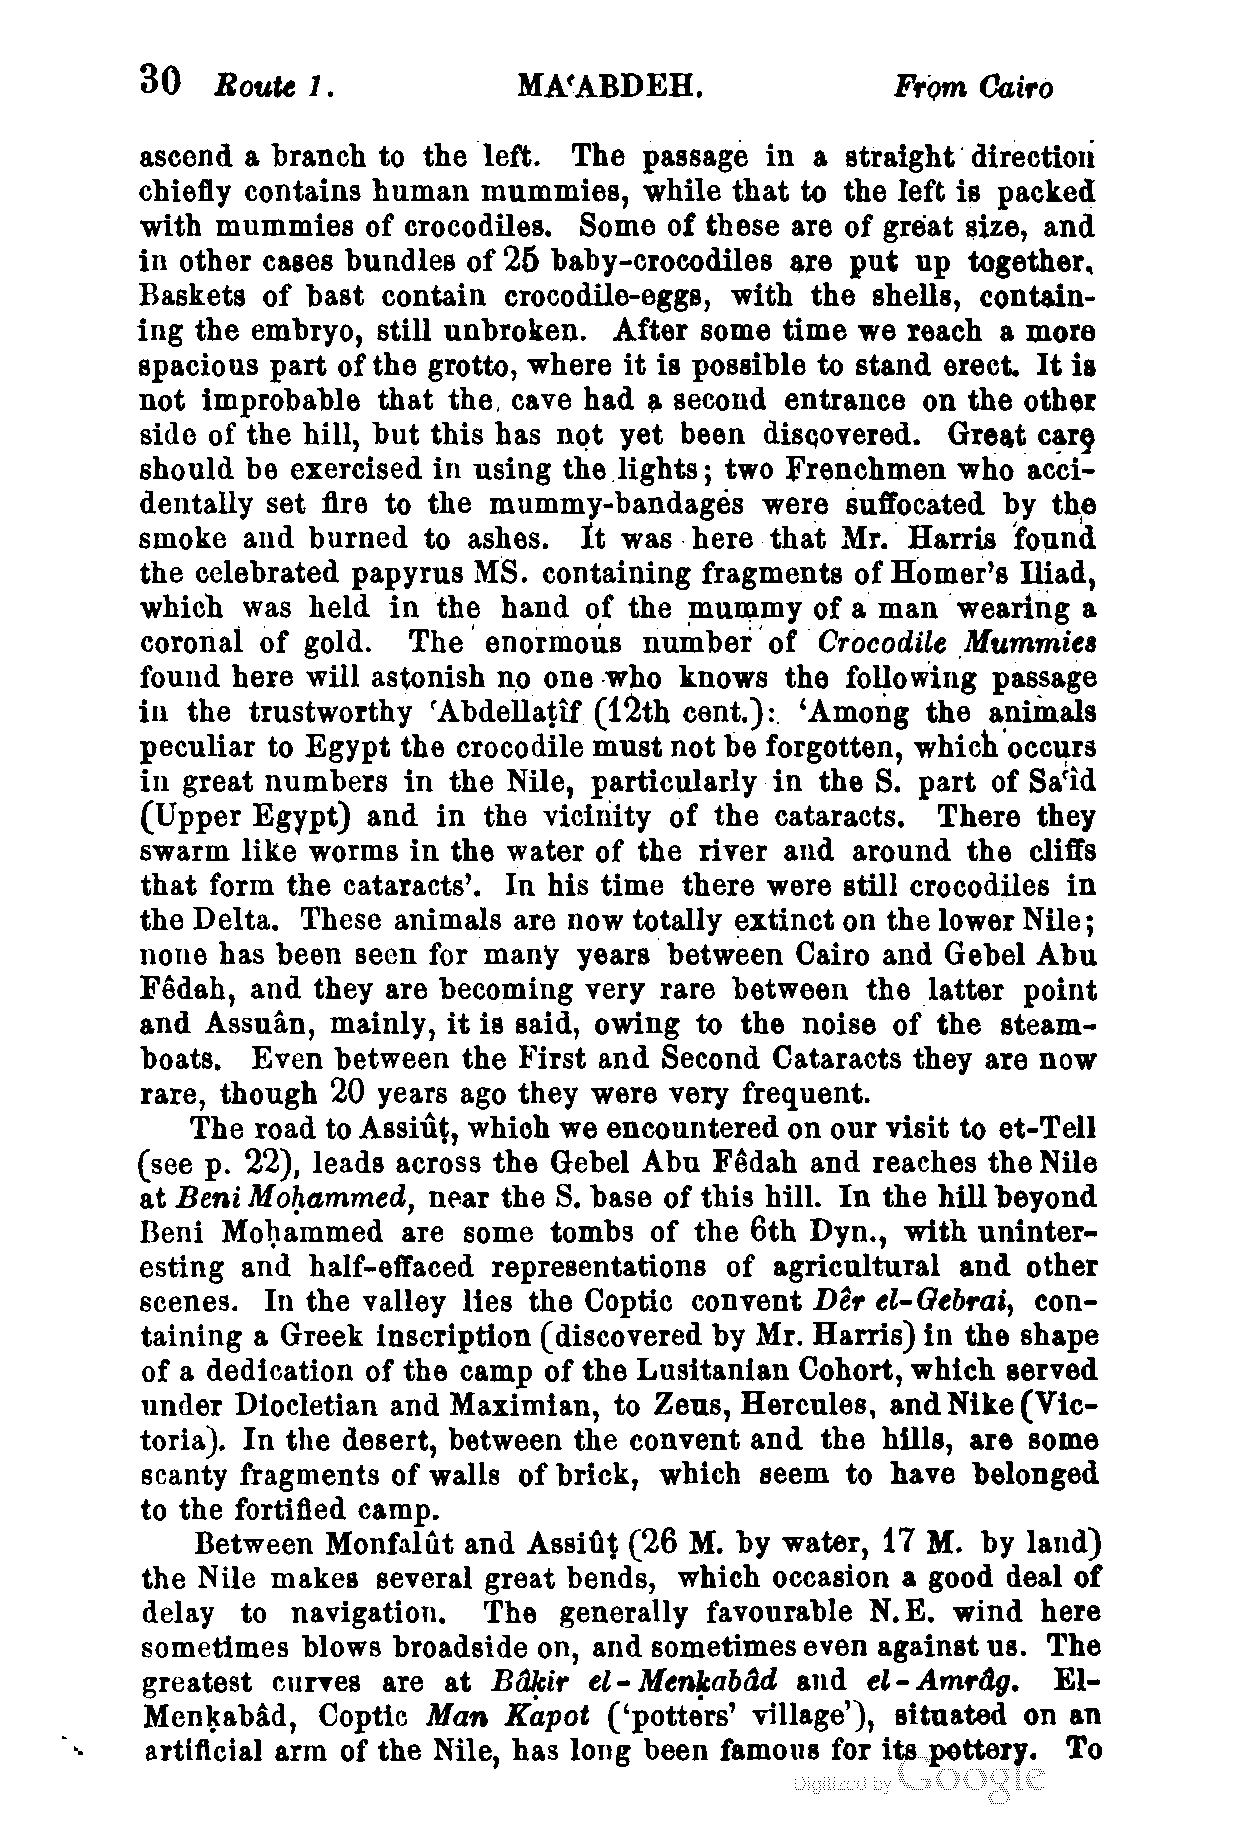 30 Route 1. MAʿABDEH. From Cairo
ascend a branch to the left. The passage in a straight direction
chiefly contains human mummies, while that to the left is packed
with mummies of crocodiles. Some of these are of great size, and
in other cases bundles of 25 baby-crocodiles are put up together.
Baskets of bast contain crocodile-eggs, with the shells, contain-
ing the embryo, still unbroken. After some time we reach a more
spacious part of the grotto, where it is possible to stand erect. It is
not improbable that the cave had a second entrance on the other
side of the hill, but this has not yet been discovered. Great care
should be exercised in using the lights; two Frenchmen who acci-
dentally set fire to the mummy-bandages were suffocated by the
smoke and burned to ashes. It was here that Mr. Harris found
the celebrated papyrus MS. containing fragments of Homer's Iliad,
which was held in the hand of the mummy of a man wearing a
coronal of gold. The enormous number of Crocodile Mummies
found here will astonish no one who knows the following passage
in the trustworthy ʿAbdellaṭîf (12th cent.): ‘Among the animals
peculiar to Egypt the crocodile must not be forgotten, which occurs
in great numbers in the Nile, particularly in the S. part of Saʿîd
(Upper Egypt) and in the vicinity of the cataracts. There they
swarm like worms in the water of the river and around the cliffs
that form the cataracts’. In his time there were still crocodiles in
the Delta. These animals are now totally extinct on the lower Nile;
none has been seen for many years between Cairo and Gebel Abu
Fêdah, and they are becoming very rare between the latter point
and Assuân, mainly, it is said, owing to the noise of the steam-
boats. Even between the First and Second Cataracts they are now
rare, though 20 years ago they were very frequent.
The road to Assiûṭ, which we encountered on our visit to et-Tell
(see p. 22), leads across the Gebel Abu Fêdah and reaches the Nile
at Beni Moḥammed, near the S. base of this hill. In the hill beyond
Beni Moḥammed are some tombs of the 6th Dyn., with uninter-
esting and half-effaced representations of agricultural and other
scenes. In the valley lies the Coptic convent Dêr el-Gebrai, con-
taining a Greek inscription (discovered by Mr. Harris) in the shape
of a dedication of the camp of the Lusitanian Cohort, which served
under Diocletian and Maximian, to Zeus, Hercules, and Nike (Vic-
toria). In the desert, between the convent and the hills, are some
scanty fragments of walls of brick, which seem to have belonged
to the fortified camp.
Between Monfalût and Assiûṭ (26 M. by water, 17 M. by land)
the Nile makes several great bends, which occasion a good deal of
delay to navigation. The generally favourable N.E. wind here
sometimes blows broadside on, and sometimes even against us. The
greatest curves are at Bâḳir el-Menḳabâd and el-Amrâg. El-
Menḳabâd, Coptic Man Kapot (‘potters’ village’), situated on an
artificial arm of the Nile, has long been famous for its pottery. To
Digitized by Google